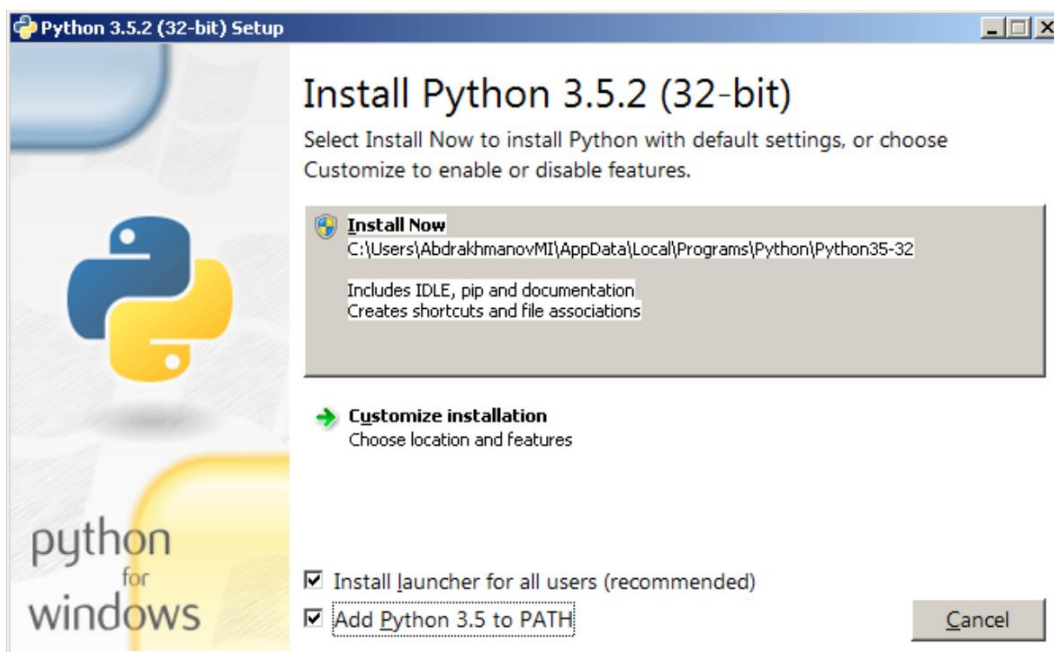 Python 3.5.2 (32-bit) Setup
Install Python 3.5.2 (32-bit)
Select Install Now to install Python with default settings, or choose
Customize to enable or disable features.
Install Now
C:\Users\AbdrakhmanovMI\AppData\Local\Programs\Python\Python35-32
Includes IDLE, pip and documentation
Creates shortcuts and file associations
Customize installation
Choose location and features
python
for
windows
Install launcher for all users (recommended)
Add Python 3.5 to PATH
Cancel